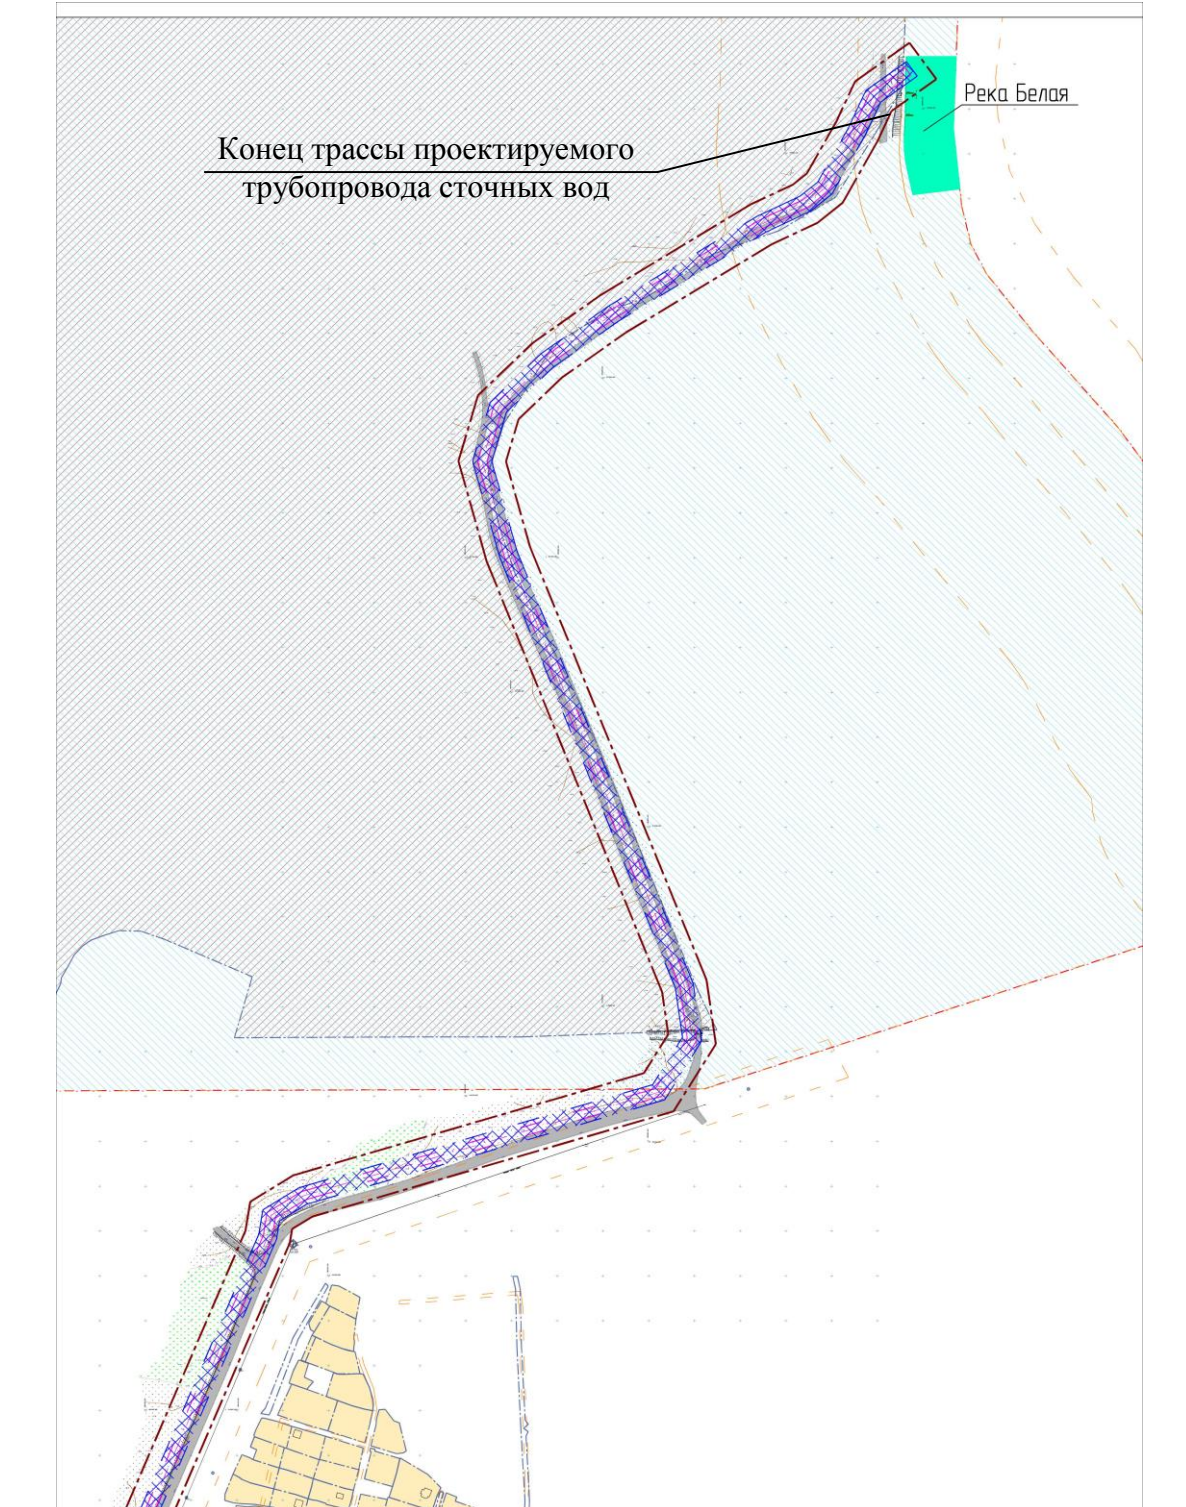 Река Белая
Конец трассы проектируемого
трубопровода сточных вод